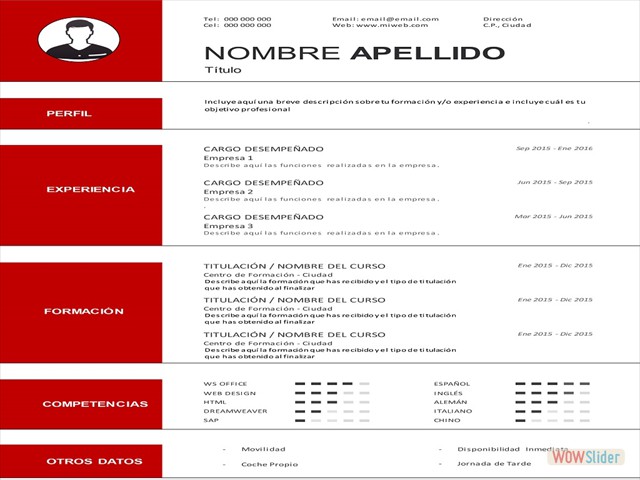 Tel: 000 000 000 Email: email@email.com Dirección
Cel: 000 000 000 Web: www.miweb.com C.P., Ciudad
NOMBRE APELLIDO
Título
PERFIL
Incluye aquí una breve descripción sobre tu formación y/o experiencia e incluye cuál es tu
objetivo profesional
.
EXPERIENCIA
CARGO DESEMPEÑADO Sep 2015 - Ene 2016
Empresa 1
Describe aquí las funciones realizadas en la empresa.
CARGO DESEMPEÑADO Jun 2015 - Sep 2015
Empresa 2
Describe aquí las funciones realizadas en la empresa.
.
CARGO DESEMPEÑADO Mar 2015 - Jun 2015
Empresa 3
Describe aquí las funciones realizadas en la empresa.
FORMACIÓN
TITULACIÓN / NOMBRE DEL CURSO Ene 2015 - Dic 2015
Centro de Formación - Ciudad
Describe aquí la formación que has recibido y el tipo de titulación
que has obtenido al finalizar
TITULACIÓN / NOMBRE DEL CURSO Ene 2015 - Dic 2015
Centro de Formación - Ciudad
Describe aquí la formación que has recibido y el tipo de titulación
que has obtenido al finalizar
TITULACIÓN / NOMBRE DEL CURSO Ene 2015 - Dic 2015
Centro de Formación - Ciudad
Describe aquí la formación que has recibido y el tipo de titulación
que has obtenido al finalizar
COMPETENCIAS
WS OFFICE ESPAÑOL
WEB DESIGN INGLÉS
HTML ALEMÁN
DREAMWEAVER ITALIANO
SAP CHINO
OTROS DATOS
- Movilidad - Disponibilidad Inmediata
- Coche Propio - Jornada de Tarde
WOWSlider